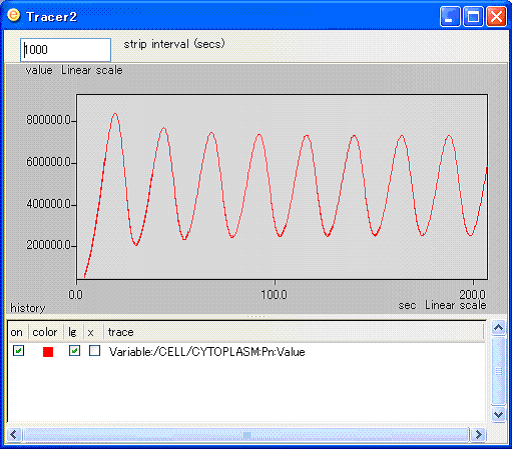 Tracer2
1000 strip interval (secs)
value Linear scale
800000.0
600000.0
400000.0
200000.0
0.0 100.0 200.0
sec Linear scale
history
on color lg x trace
Variable:/CELL/CYTOPLASM:Pn:Value